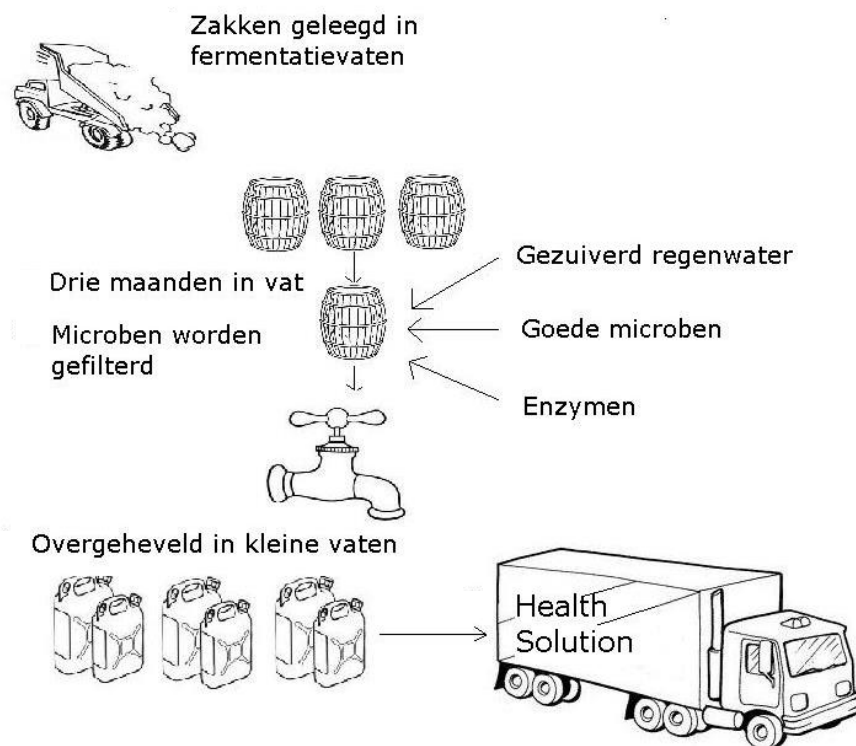 Zakken geleegd in
fermentatievaten
Gezuiverd regenwater
Drie maanden in vat
Goede microben
Microben worden
gefilterd
Enzymen
Overgeheveld in kleine vaten
Health
Solution